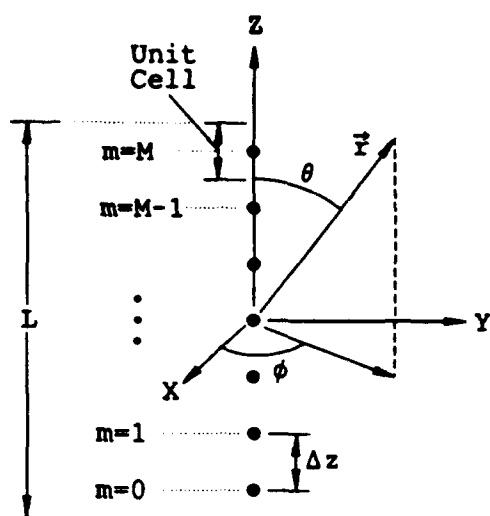 Z
Unit
Cell
m=M
r⃗
θ
m=M-1
L
Y
X
ϕ
m=1
Δz
m=0